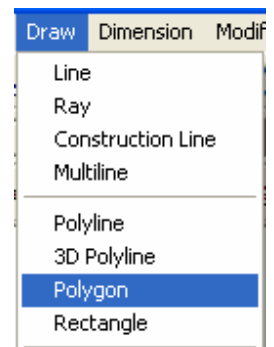 Draw Dimension Modif
Line
Ray
Construction Line
Multiline
Polyline
3D Polyline
Polygon
Rectangle